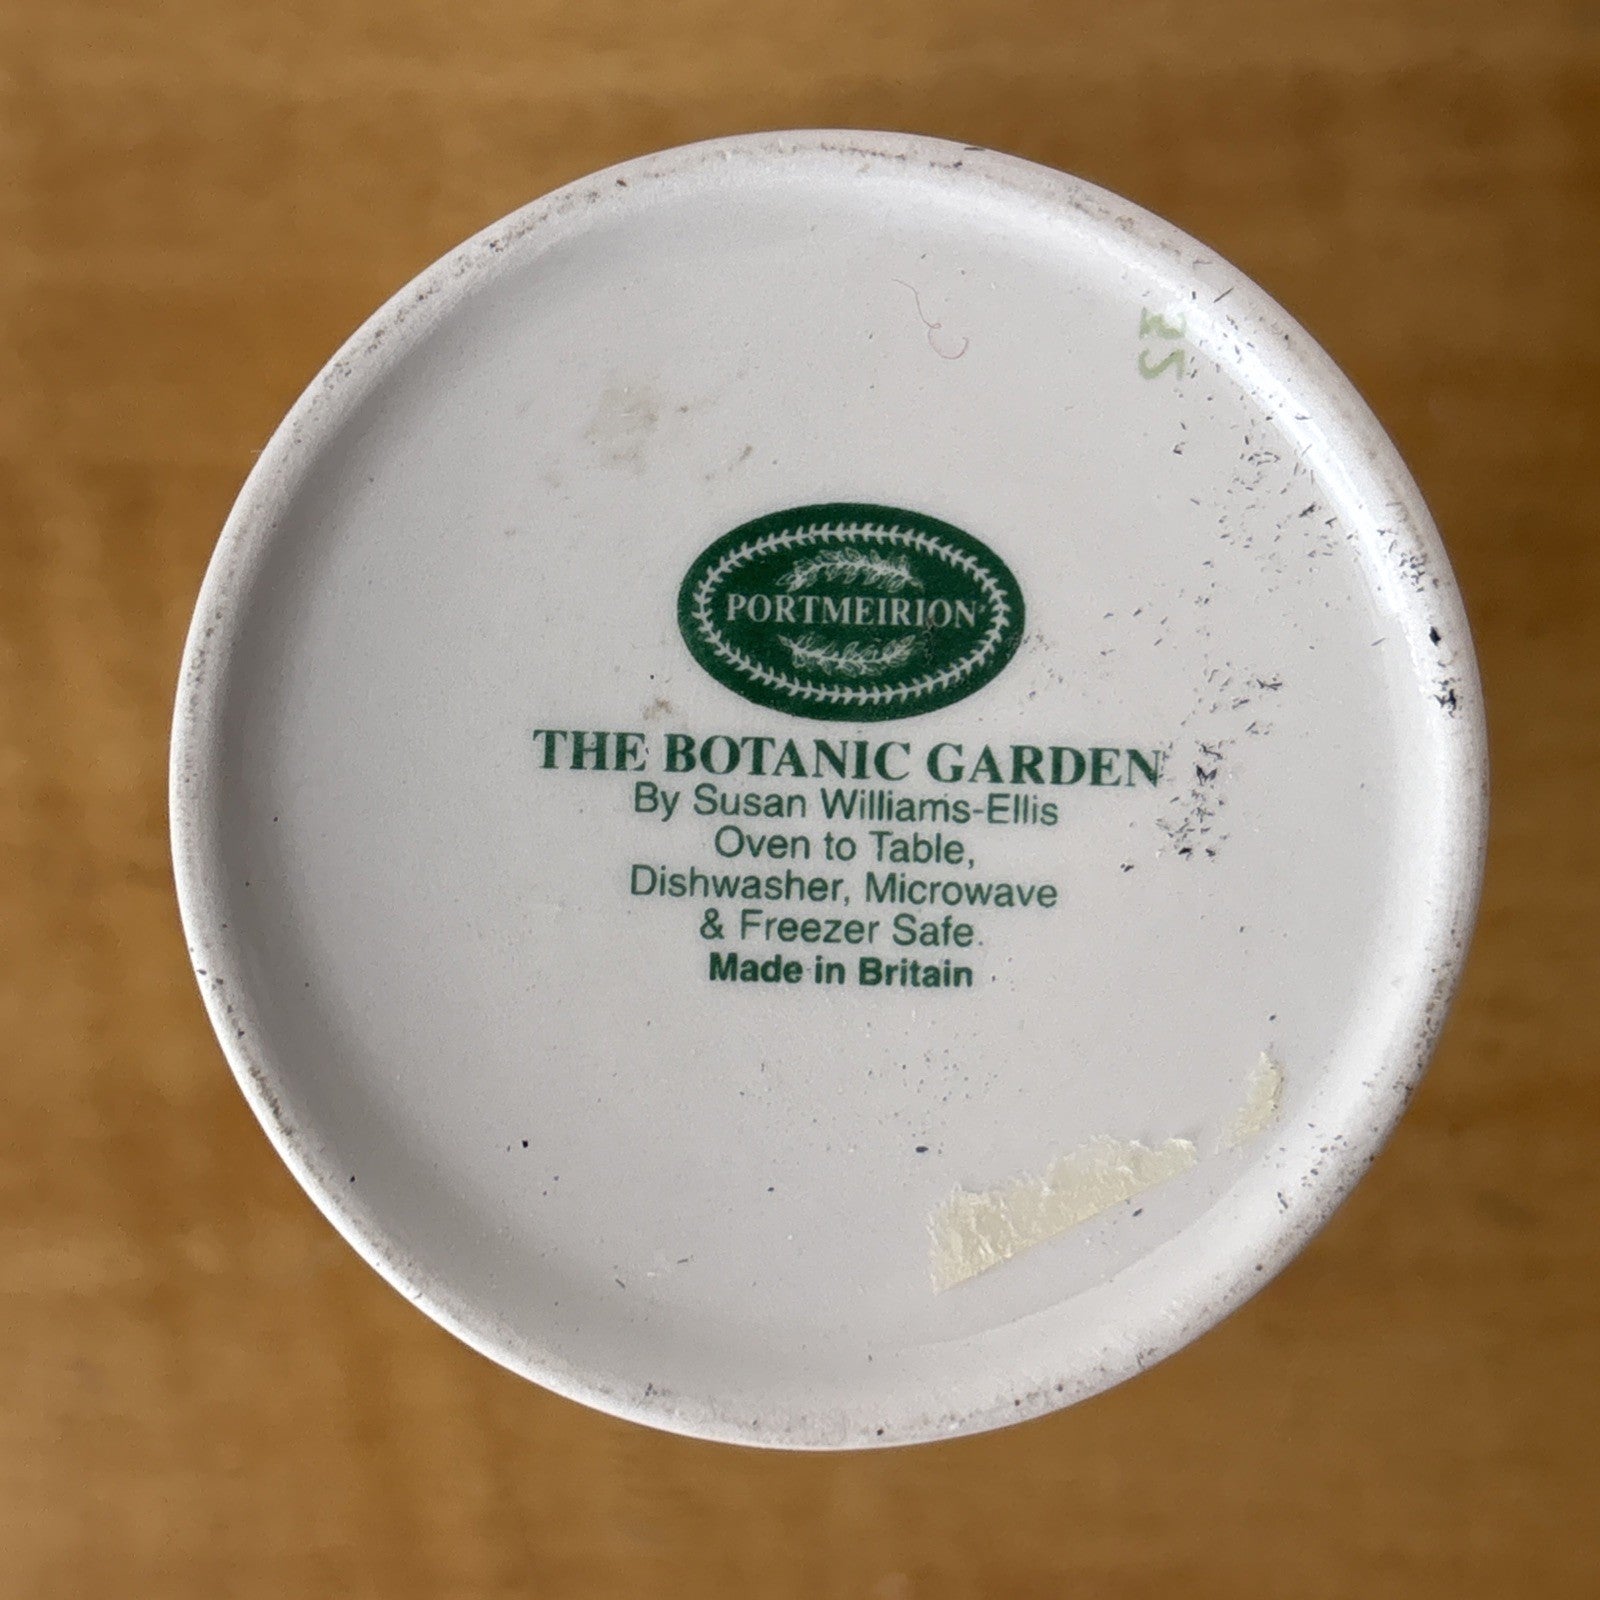 PORTMEIRION
THE BOTANIC GARDEN
By Susan Williams-Ellis
Oven to Table,
Dishwasher, Microwave
& Freezer Safe.
Made in Britain